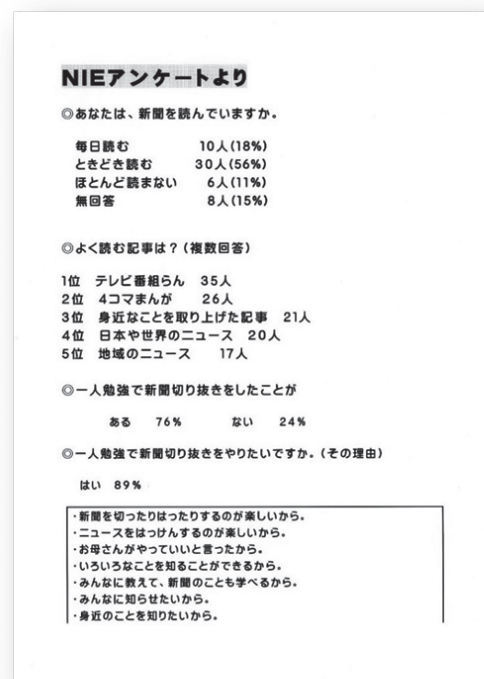 NIEアンケートより
◎あなたは、新聞を読んでいますか。
毎日読む 10人(18%)
ときどき読む 30人(56%)
ほとんど読まない 6人(11%)
無回答 8人(15%)
◎よく読む記事は？(複数回答)
1位 テレビ番組らん 35人
2位 4コマまんが 26人
3位 身近なことを取り上げた記事 21人
4位 日本や世界のニュース 20人
5位 地域のニュース 17人
◎一人勉強で新聞切り抜きをしたことが
ある 76% ない 24%
◎一人勉強で新聞切り抜きをやりたいですか。(その理由)
はい 89%
・新聞を切ったりはったりするのが楽しいから。
・ニュースをはっけんするのが楽しいから。
・お母さんがやっていいと言ったから。
・いろいろなことを知ることができるから。
・みんなに教えて、新聞のことも学べるから。
・みんなに知らせたいから。
・身近のことを知りたいから。